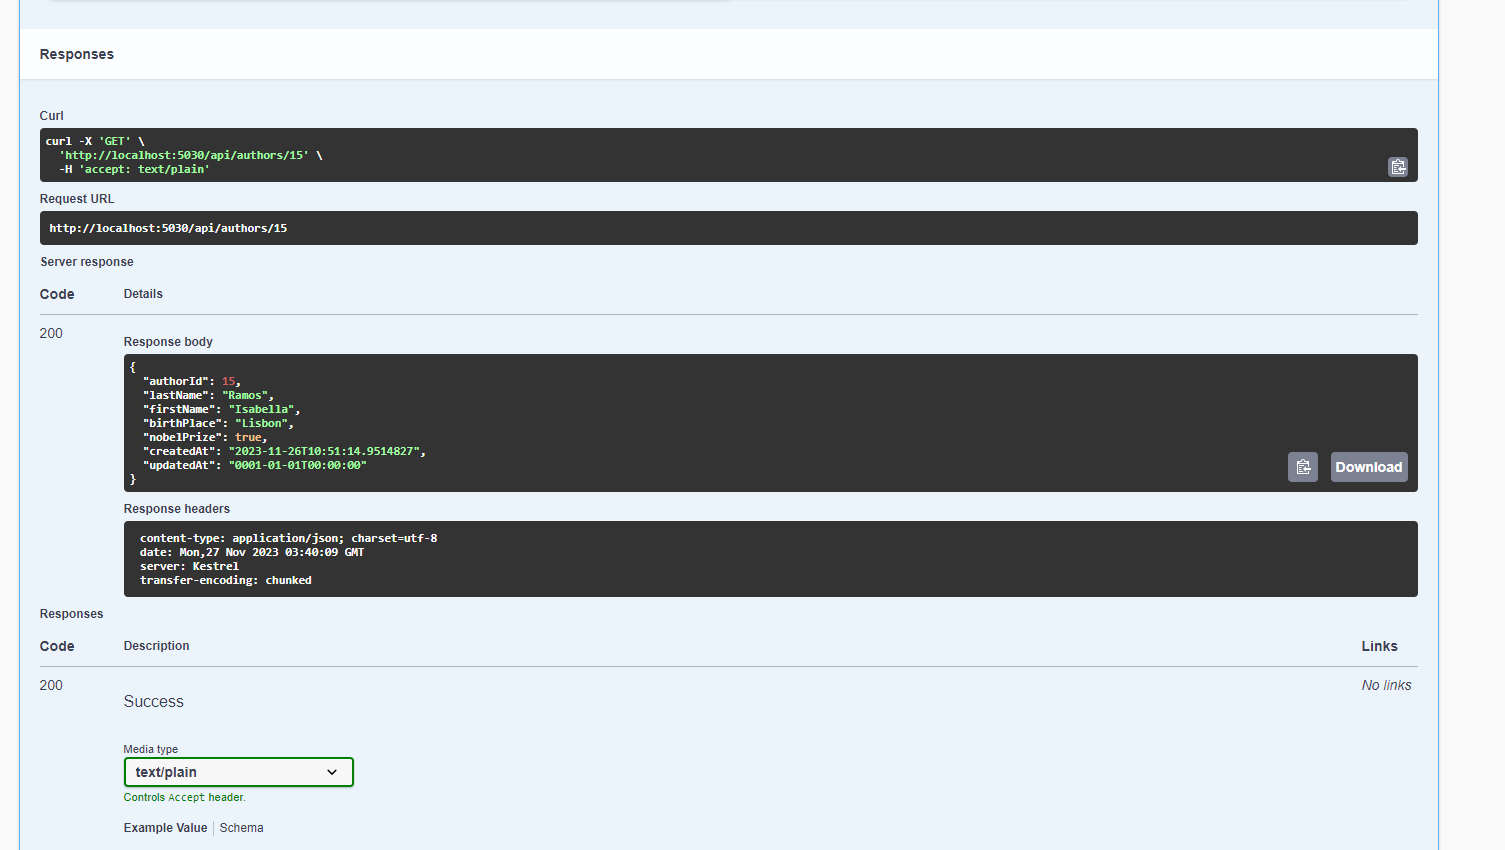 Responses
Curl
curl -X 'GET' \
  'http://localhost:5030/api/authors/15' \
  -H 'accept: text/plain'
Request URL
http://localhost:5030/api/authors/15
Server response
Code Details
200
Response body
{
  "authorId": 15,
  "lastName": "Ramos",
  "firstName": "Isabella",
  "birthPlace": "Lisbon",
  "nobelPrize": true,
  "createdAt": "2023-11-26T10:51:14.9514827",
  "updatedAt": "0001-01-01T00:00:00"
}
Download
Response headers
content-type: application/json; charset=utf-8
date: Mon,27 Nov 2023 03:40:09 GMT
server: Kestrel
transfer-encoding: chunked
Responses
Code Description Links
200 No links
Success
Media type
text/plain
Controls Accept header.
Example Value Schema